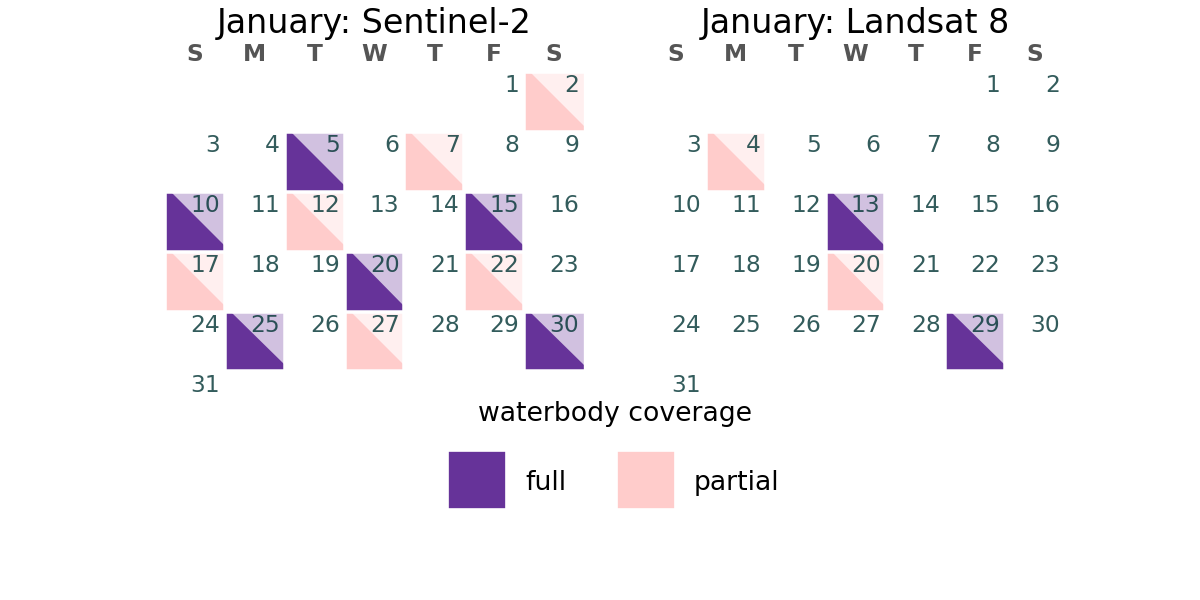 January: Sentinel-2
S M T W T F S
1 2
3 4 5 6 7 8 9
10 11 12 13 14 15 16
17 18 19 20 21 22 23
24 25 26 27 28 29 30
31
January: Landsat 8
S M T W T F S
1 2
3 4 5 6 7 8 9
10 11 12 13 14 15 16
17 18 19 20 21 22 23
24 25 26 27 28 29 30
31
waterbody coverage
full partial